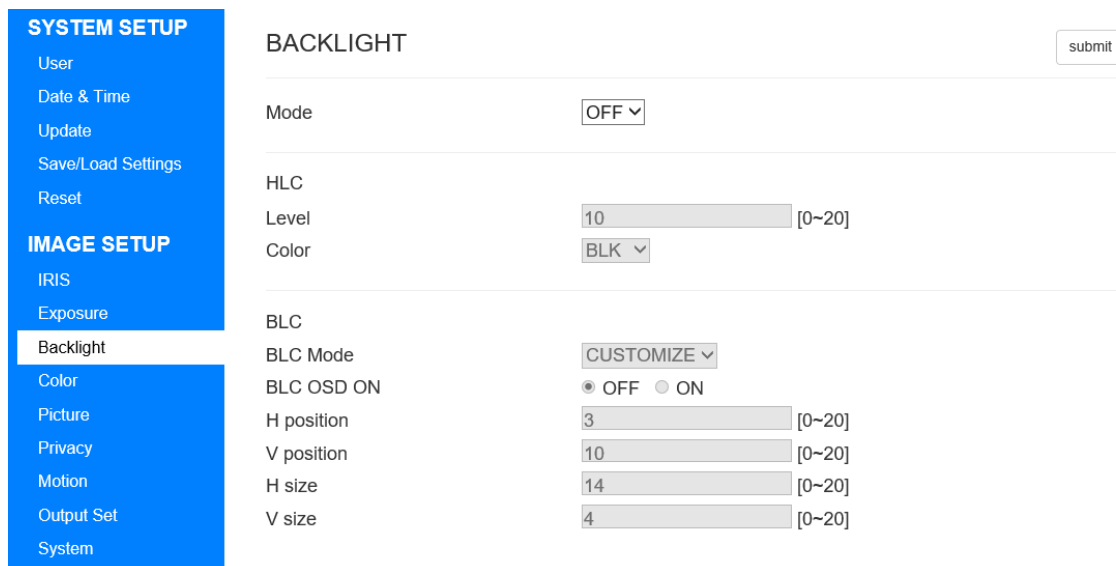 SYSTEM SETUP
User
Date & Time
Update
Save/Load Settings
Reset
IMAGE SETUP
IRIS
Exposure
Backlight
Color
Picture
Privacy
Motion
Output Set
System
BACKLIGHT
submit
Mode OFF
HLC
Level 10 [0~20]
Color BLK
BLC
BLC Mode CUSTOMIZE
BLC OSD ON OFF ON
H position 3 [0~20]
V position 10 [0~20]
H size 14 [0~20]
V size 4 [0~20]